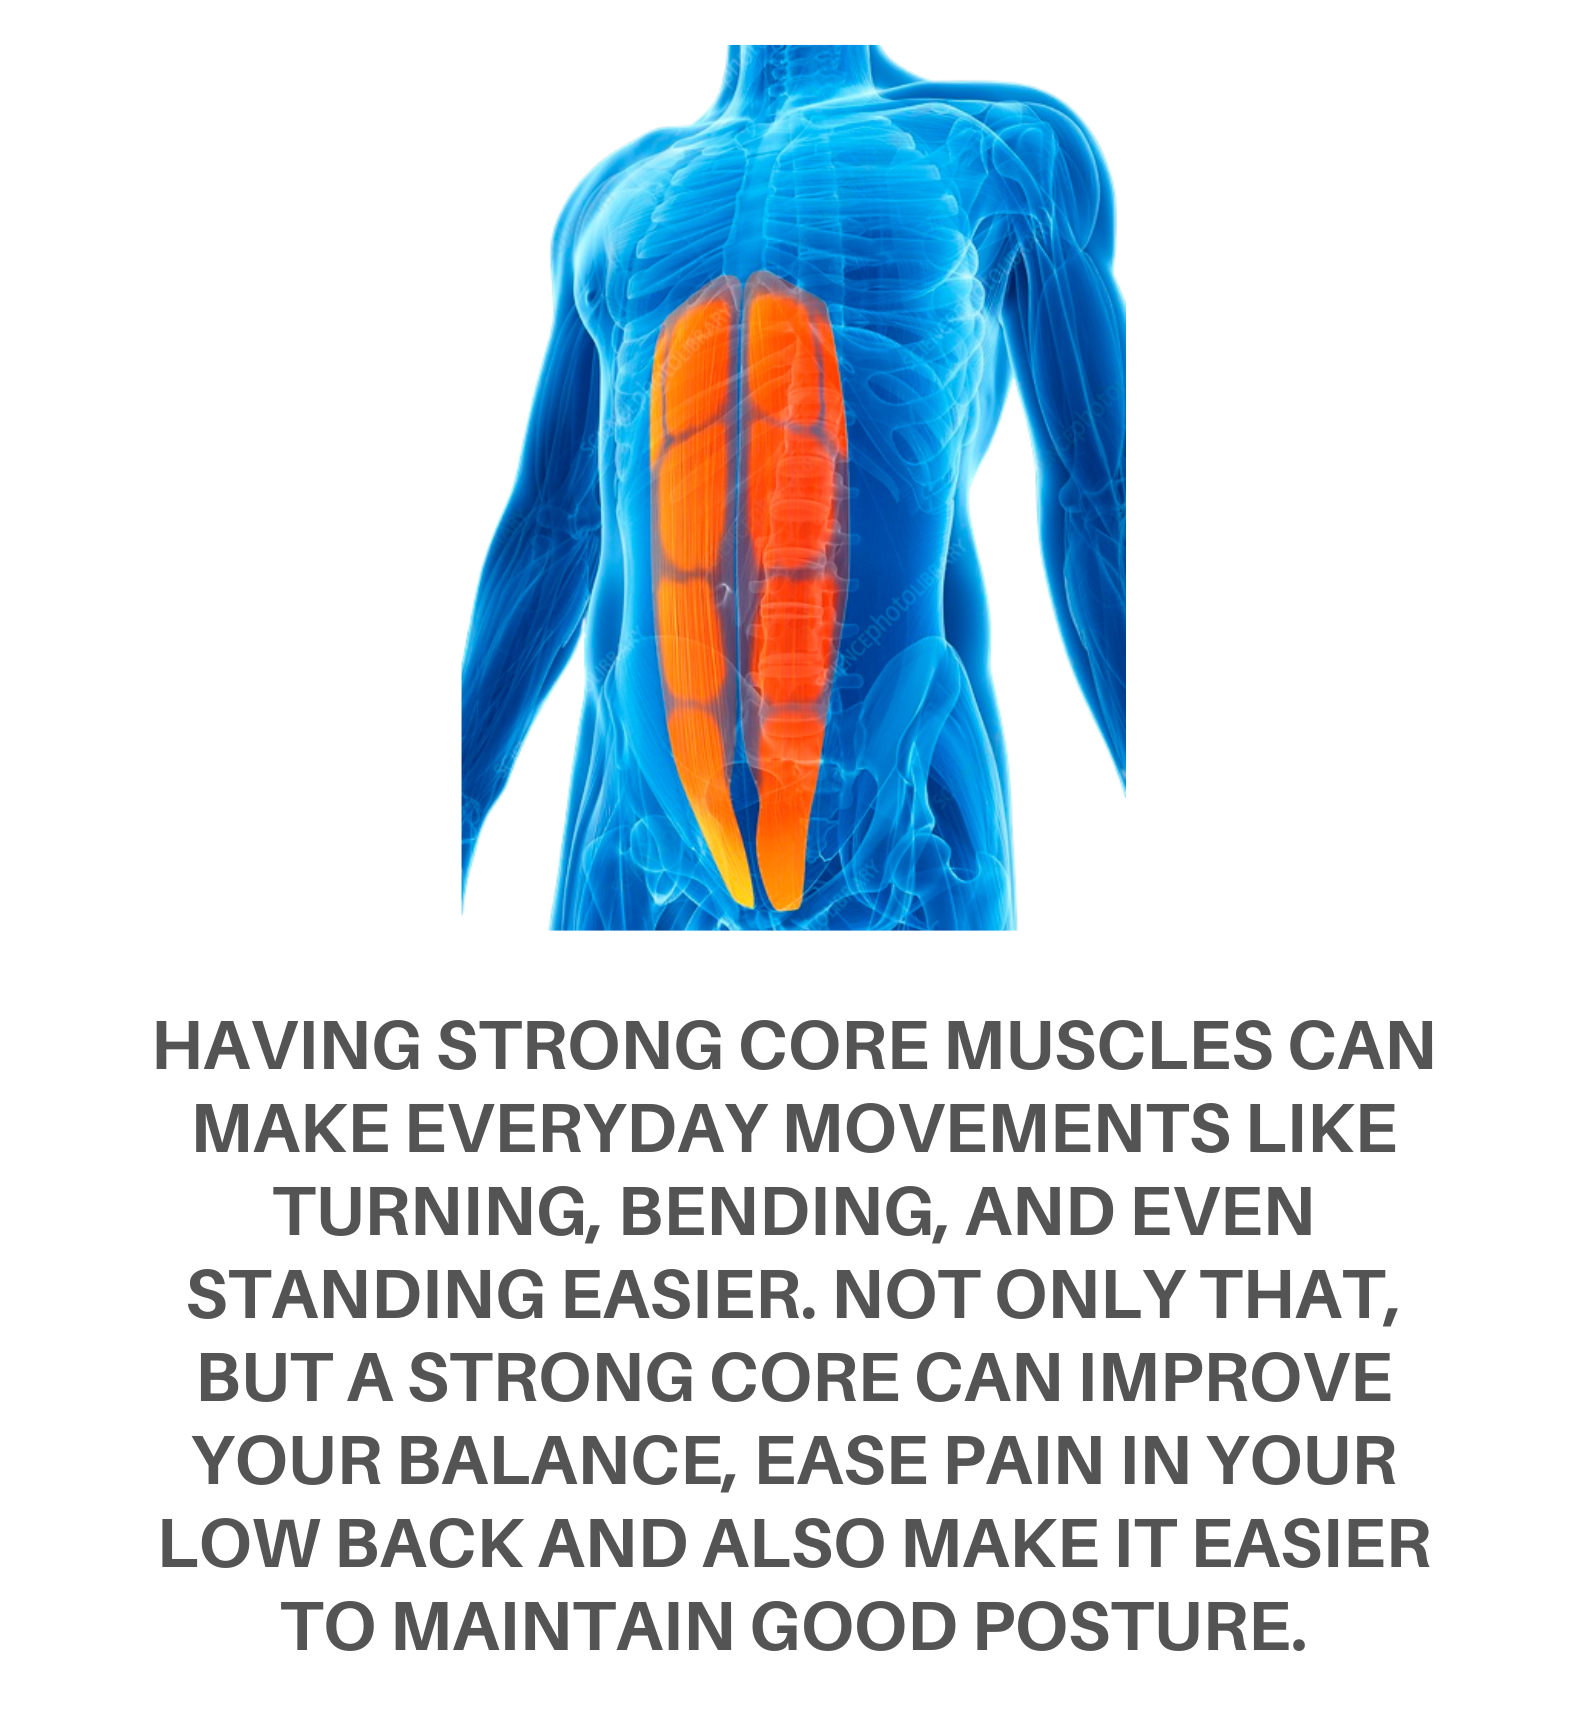 HAVING STRONG CORE MUSCLES CAN
MAKE EVERYDAY MOVEMENTS LIKE
TURNING, BENDING, AND EVEN
STANDING EASIER. NOT ONLY THAT,
BUT A STRONG CORE CAN IMPROVE
YOUR BALANCE, EASE PAIN IN YOUR
LOW BACK AND ALSO MAKE IT EASIER
TO MAINTAIN GOOD POSTURE.